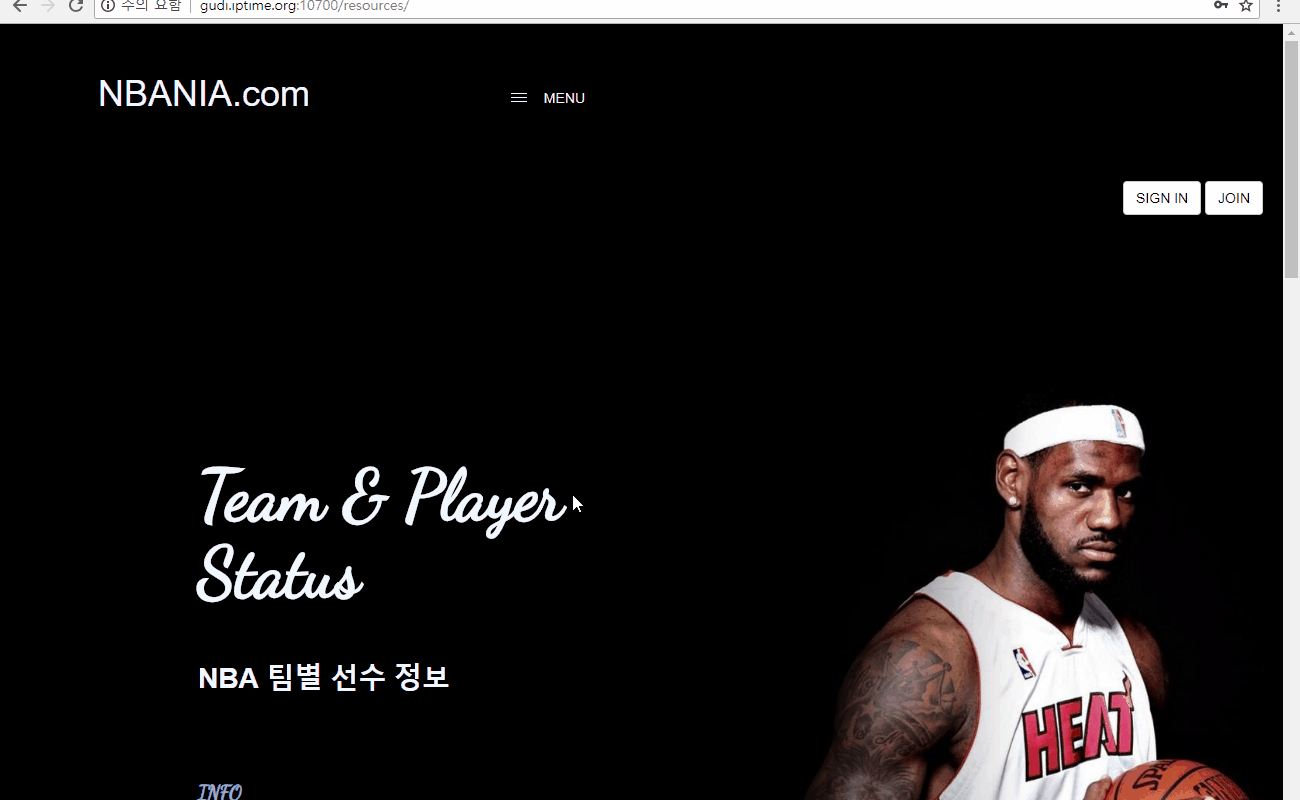 주의 요함 | gudi.iptime.org:10700/resources/
NBANIA.com
MENU
SIGN IN JOIN
Team & Player
Status
NBA 팀별 선수 정보
INFO
HEAT